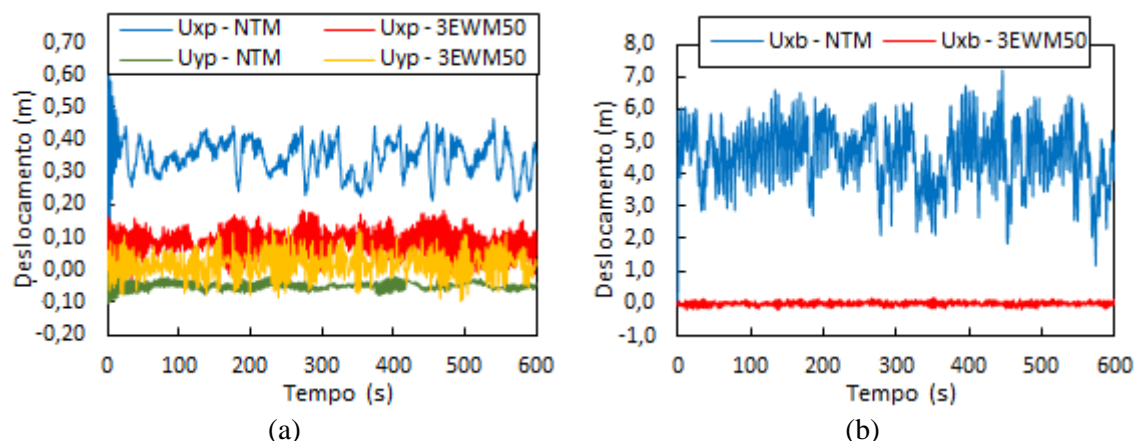 Uxp - NTM
Uxp - 3EWM50
Uyp - NTM
Uyp - 3EWM50
0,70
0,60
0,50
0,40
0,30
0,20
0,10
0,00
-0,10
-0,20
Deslocamento (m)
0 100 200 300 400 500 600
Tempo (s)
(a)
Uxb - NTM
Uxb - 3EWM50
8,0
7,0
6,0
5,0
4,0
3,0
2,0
1,0
0,0
-1,0
Deslocamento (m)
0 100 200 300 400 500 600
Tempo (s)
(b)